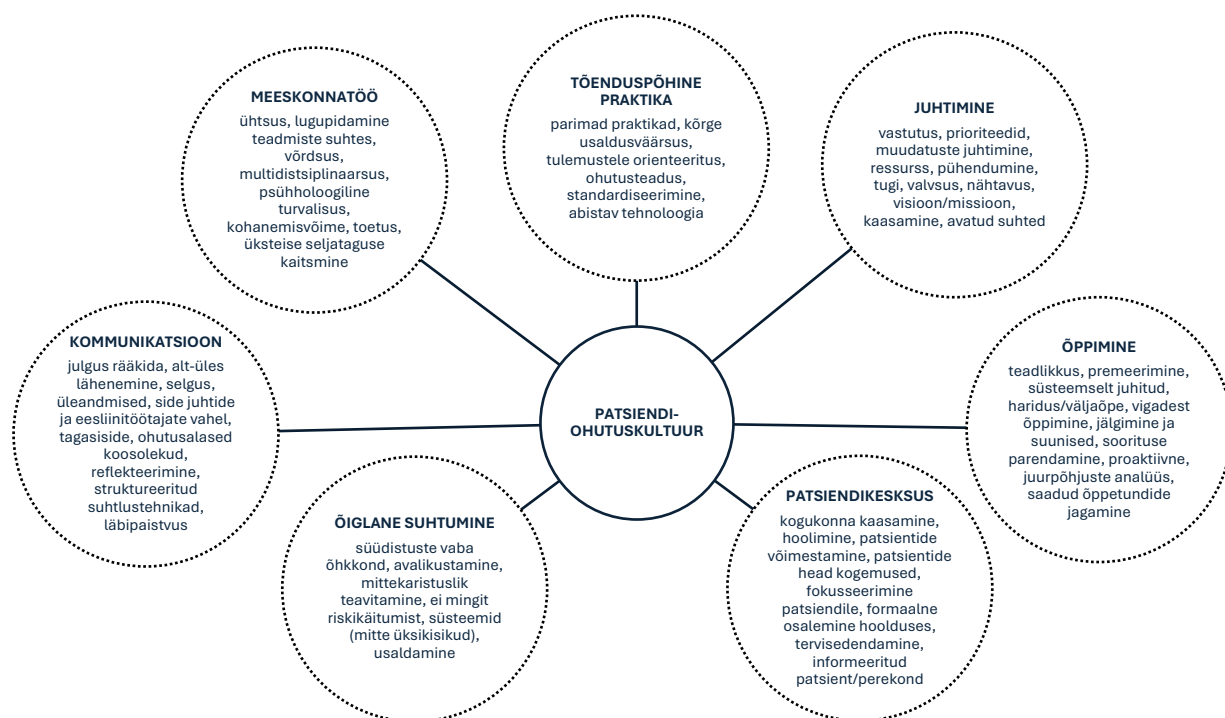 MEESKONNATÖÖ
ühtsus, lugupidamine
teadmiste suhtes,
võrdsus,
multidistsiplinaarsus,
psühholoogiline
turvalisus,
kohanemisvõime, toetus,
üksteise seljataguse
kaitsmine
TÕENDUSPÕHINE
PRAKTIKA
parimad praktikad, kõrge
usaldusväärsus,
tulemustele orienteeritus,
ohutusteadus,
standardiseerimine,
abistav tehnoloogia
JUHTIMINE
vastutus, prioriteedid,
muudatuste juhtimine,
ressurss, pühendumine,
tugi, valvsus, nähtavus,
visioon/missioon,
kaasamine, avatud suhted
KOMMUNIKATSIOON
julgus rääkida, alt-üles
lähenemine, selgus,
üleandmised, side juhtide
ja eesliinitöötajate vahel,
tagasiside, ohutusalased
koosolekud,
reflekteerimine,
struktureeritud
suhtlustehnikad,
läbipaistvus
PATSIENDI-
OHUTUSKULTUUR
ÕPPIMINE
teadlikkus, premeerimine,
süsteemselt juhitud,
haridus/väljaõpe, vigadest
õppimine, jälgimine ja
suunised, soorituse
parendamine, proaktiivne,
juurpõhjuste analüüs,
saadud õppetundide
jagamine
ÕIGLANE SUHTUMINE
süüdistuste vaba
õhkkond, avalikustamine,
mittekaristuslik
teavitamine, ei mingit
riskikäitumist, süsteemid
(mitte üksikisikud),
usaldamine
PATSIENDIKESKSUS
kogukonna kaasamine,
hoolimine, patsientide
võimestamine, patsientide
head kogemused,
fokusseerimine
patsiendile, formaalne
osalemine hoolduses,
tervisedendamine,
informeeritud
patsient/perekond